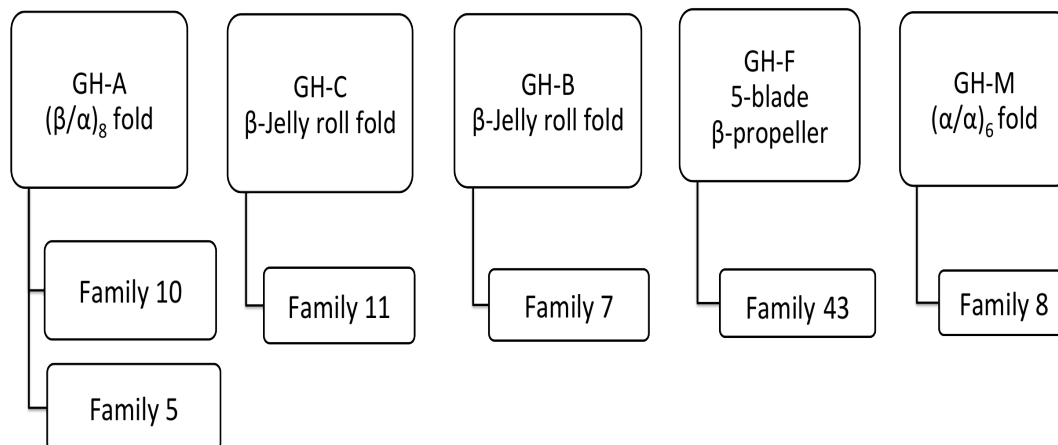 GH-A
(β/α)₈ fold
Family 10
Family 5
GH-C
β-Jelly roll fold
Family 11
GH-B
β-Jelly roll fold
Family 7
GH-F
5-blade
β-propeller
Family 43
GH-M
(α/α)₆ fold
Family 8